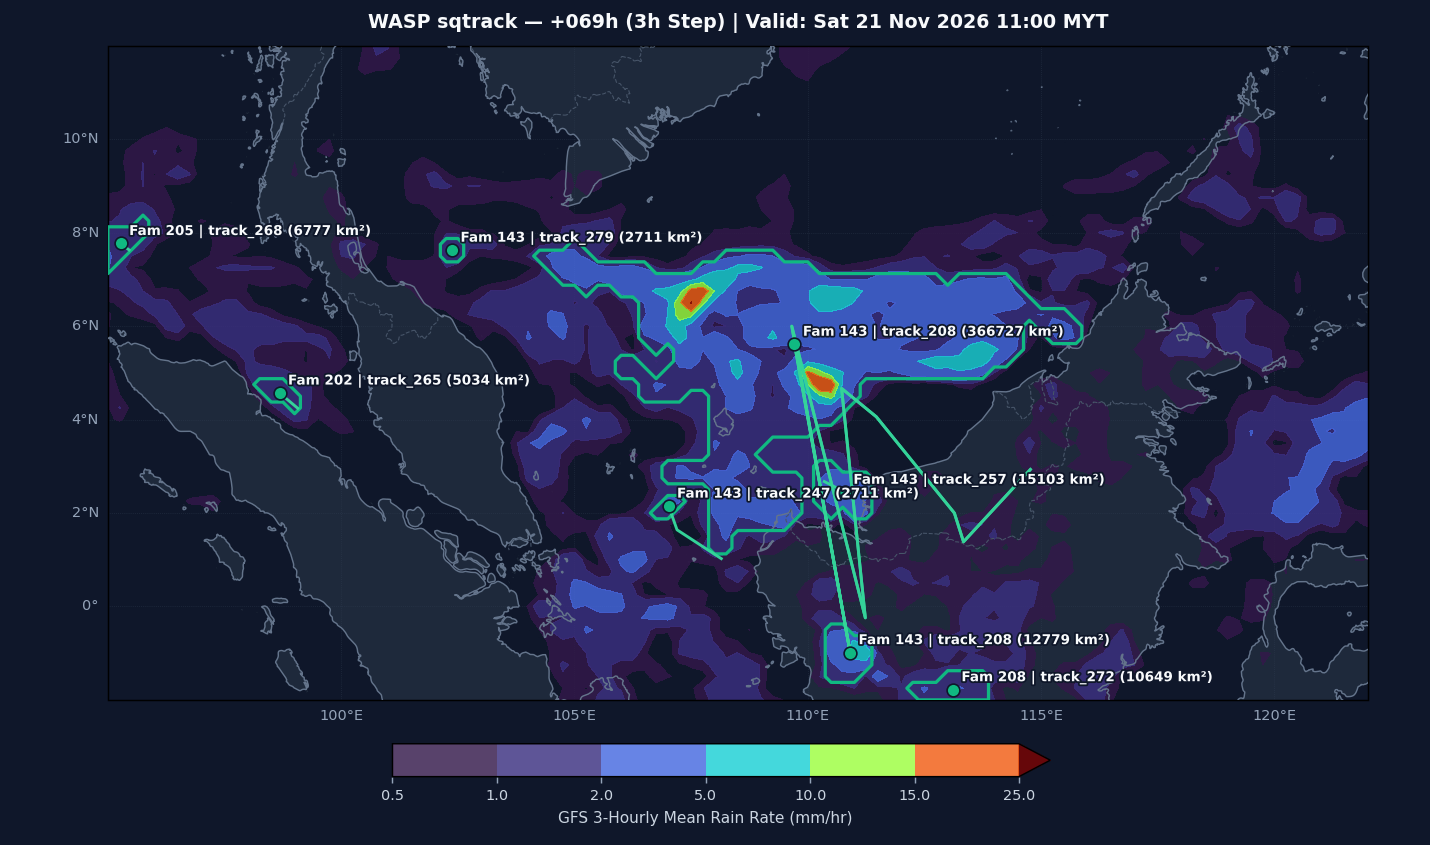 WASP sqtrack — +069h (3h Step) | Valid: Sat 21 Nov 2026 11:00 MYT
10°N
8°N
6°N
4°N
2°N
0°
Fam 205 | track_268 (6777 km²)
Fam 143 | track_279 (2711 km²)
Fam 143 | track_208 (366727 km²)
Fam 202 | track_265 (5034 km²)
Fam 143 | track_257 (15103 km²)
Fam 143 | track_247 (2711 km²)
Fam 143 | track_208 (12779 km²)
Fam 208 | track_272 (10649 km²)
100°E 105°E 110°E 115°E 120°E
0.5 1.0 2.0 5.0 10.0 15.0 25.0
GFS 3-Hourly Mean Rain Rate (mm/hr)